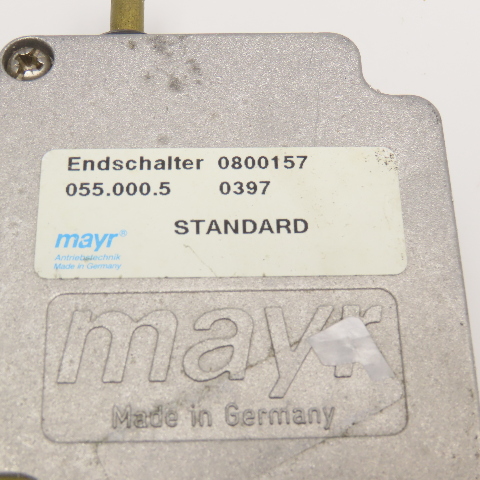 Endschalter 0800157
055.000.5 0397
STANDARD
mayr®
Antriebstechnik
Made in Germany
mayr
Made in Germany